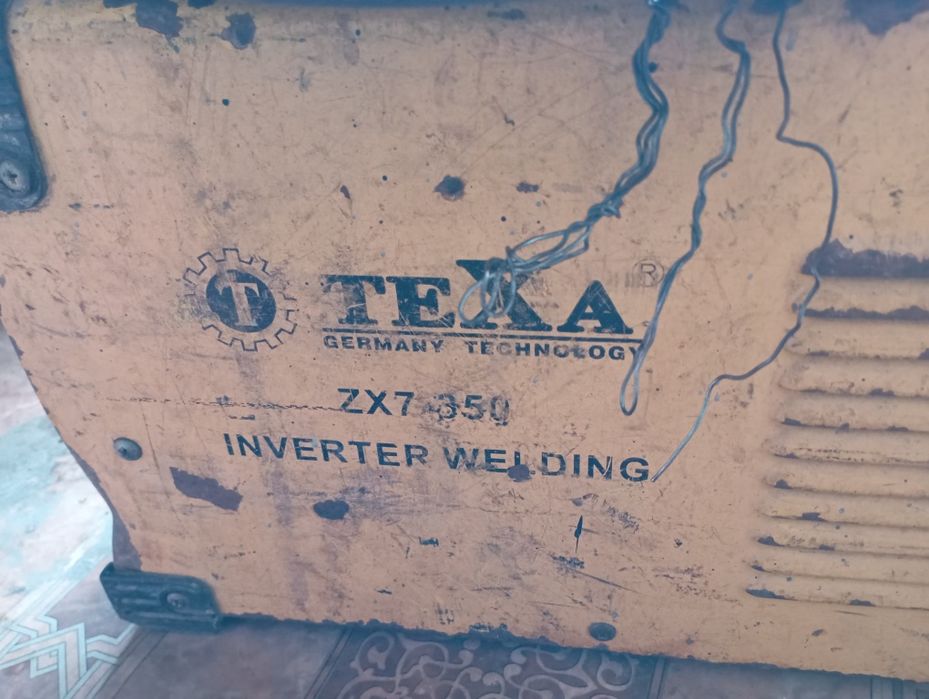 T TEXA ®
GERMANY TECHNOLOGY
ZX7 350
INVERTER WELDING